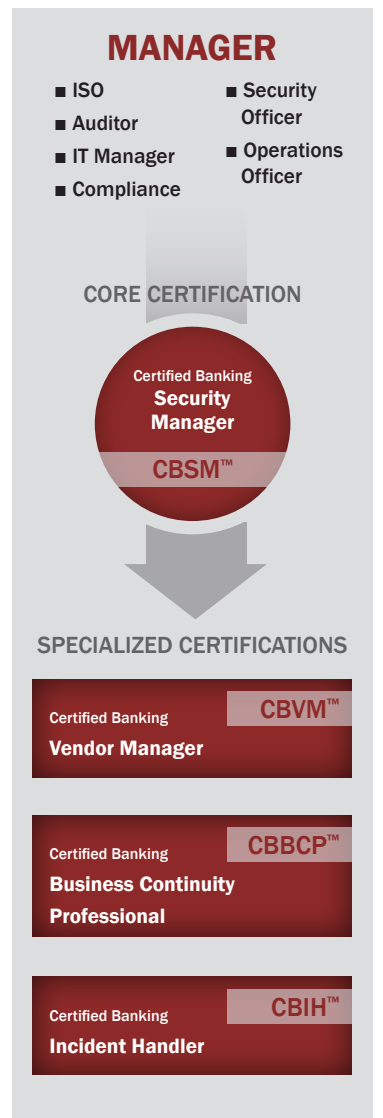 MANAGER
■ ISO
■ Auditor
■ IT Manager
■ Compliance
■ Security
Officer
■ Operations
Officer
CORE CERTIFICATION
Certified Banking
Security
Manager
CBSM™
SPECIALIZED CERTIFICATIONS
CBVM™
Certified Banking
Vendor Manager
CBBCP™
Certified Banking
Business Continuity
Professional
CBIH™
Certified Banking
Incident Handler